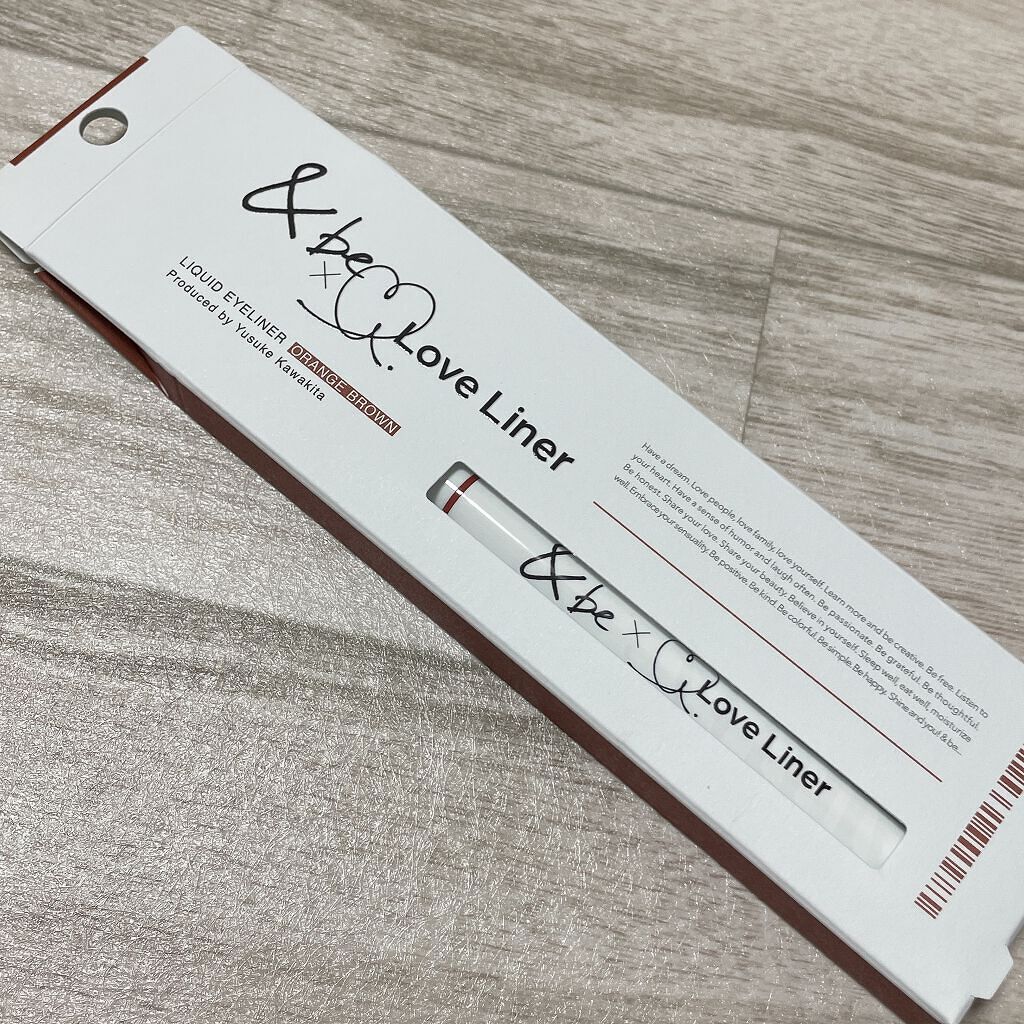 & be
×
Love Liner
LIQUID EYELINER ORANGE BROWN
Produced by Yusuke Kawakita
Have a dream. Love people, love family, love yourself. Learn more and be creative. Be free. Listen to
your heart. Have a sense of humor and laugh often. Be passionate. Be grateful. Be thoughtful.
Be honest. Share your love. Share your beauty. Believe in yourself. Sleep well, eat well, moisturize
well. Embrace your sensuality. Be positive. Be kind. Be colorful. Be simple. Be happy. Shine and you! & be...
& be × Love Liner